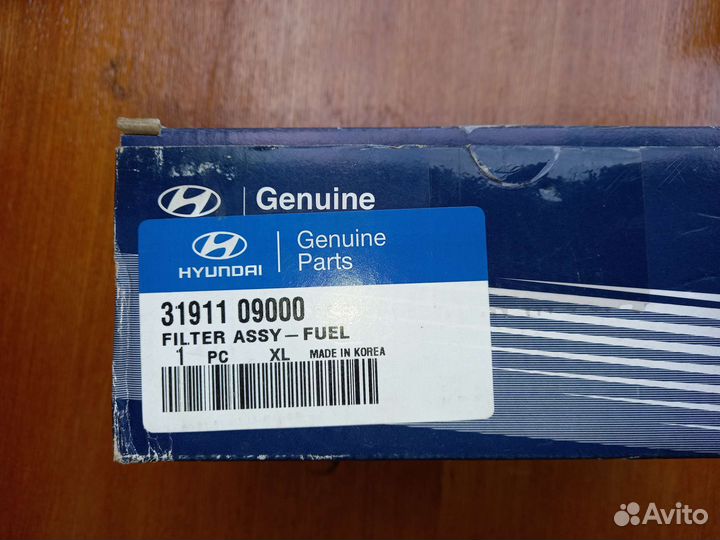 Genuine
HYUNDAI
Genuine
Parts
31911 09000
FILTER ASSY-FUEL
1 PC XL MADE IN KOREA
Avito